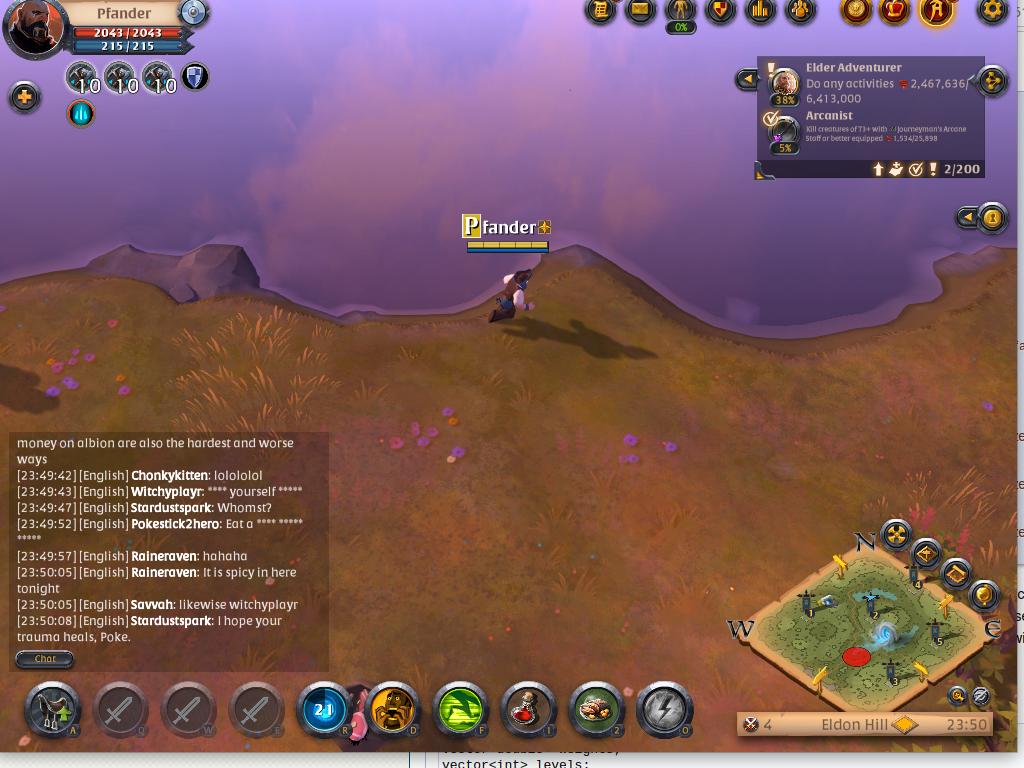 Pfander
2043 / 2043
215 / 215
10 10 10
0%
Elder Adventurer
Do any activities 2,467,636/
6,413,000
38%
Arcanist
Kill creatures of T3+ with Journeyman's Arcane
Staff or better equipped 1,534/25,898
5%
2/200
Pfander
money on albion are also the hardest and worse
ways
[23:49:42] [English] Chonkykitten: lolololol
[23:49:43] [English] Witchyplayr: **** yourself *****
[23:49:47] [English] Stardustspark: Whomst?
[23:49:52] [English] Pokestick2hero: Eat a **** *****
*****
[23:49:57] [English] Raineraven: hahaha
[23:50:05] [English] Raineraven: It is spicy in here
tonight
[23:50:05] [English] Savvah: likewise witchyplayr
[23:50:08] [English] Stardustspark: I hope your
trauma heals, Poke.
Chat
N
W
E
1 2 3 4 5
A Q W E R D F 1 2 O
21
4 Eldon Hill 23:50
vector<int> levels;